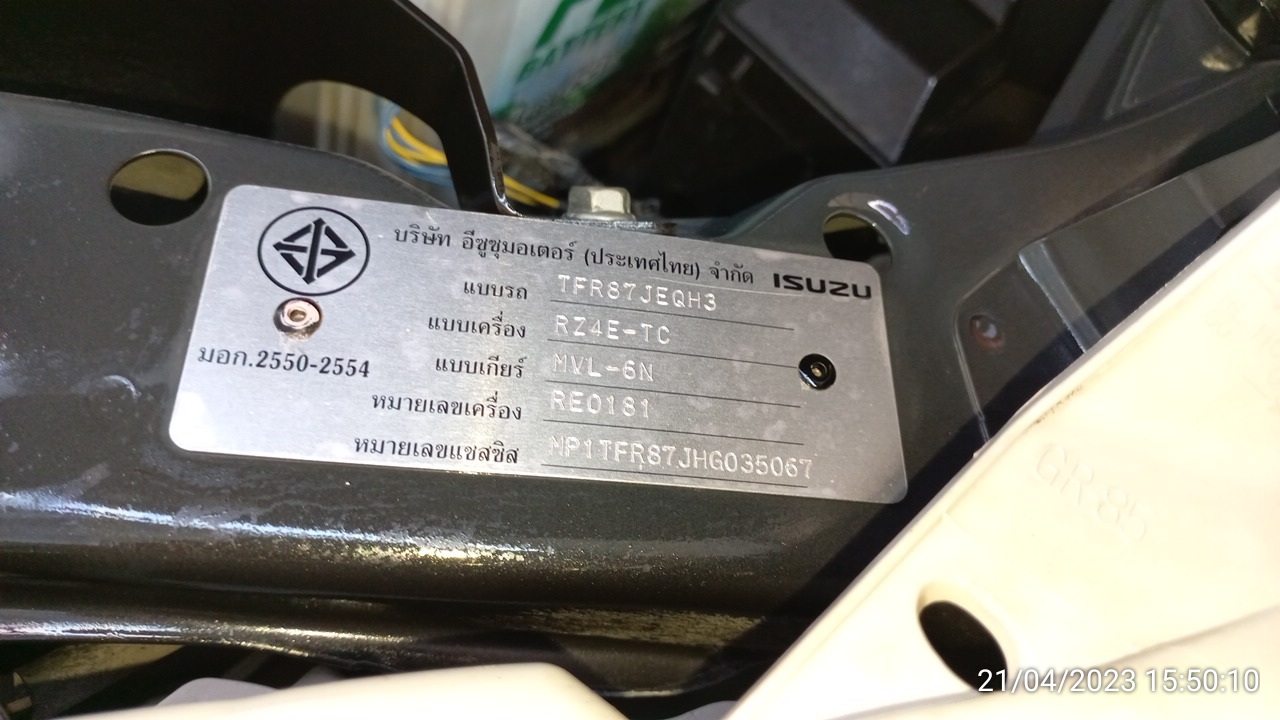 BATTERY
บริษัท อีซูซุมอเตอร์ (ประเทศไทย) จำกัด ISUZU
แบบรถ TFR87JEQH3
แบบเครื่อง RZ4E-TC
มอก.2550-2554
แบบเกียร์ MVL-6N
หมายเลขเครื่อง RE0181
หมายเลขแชสซิส MP1TFR87JHG035067
GR-85
21/04/2023 15:50:10